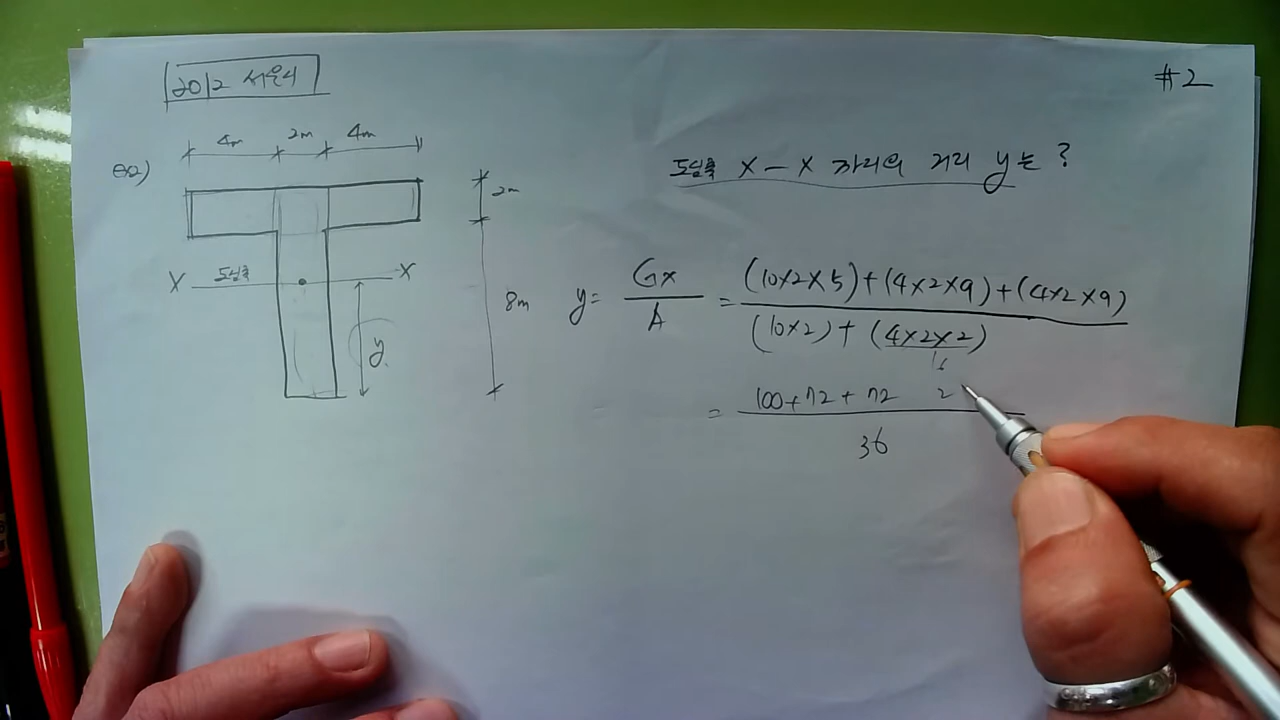 2012 서울시
#2
예2)
4m 2m 4m
2m
도심축 X-X 까지의 거리 y는?
X 도심축 X
8m
y
y = Gx / A = (10×2×5)+(4×2×9)+(4×2×9) / (10×2)+(4×2×2)
16
= 100+72+72 2 / 36